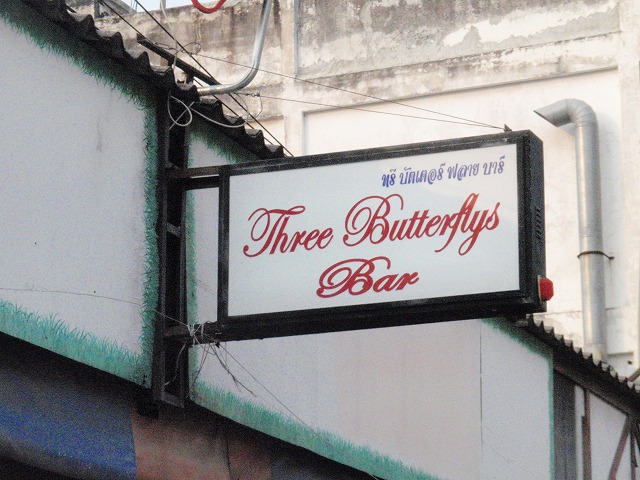 ทรี บัตเตอร์ ฟลาย บาร์
Three Butterflys
Bar